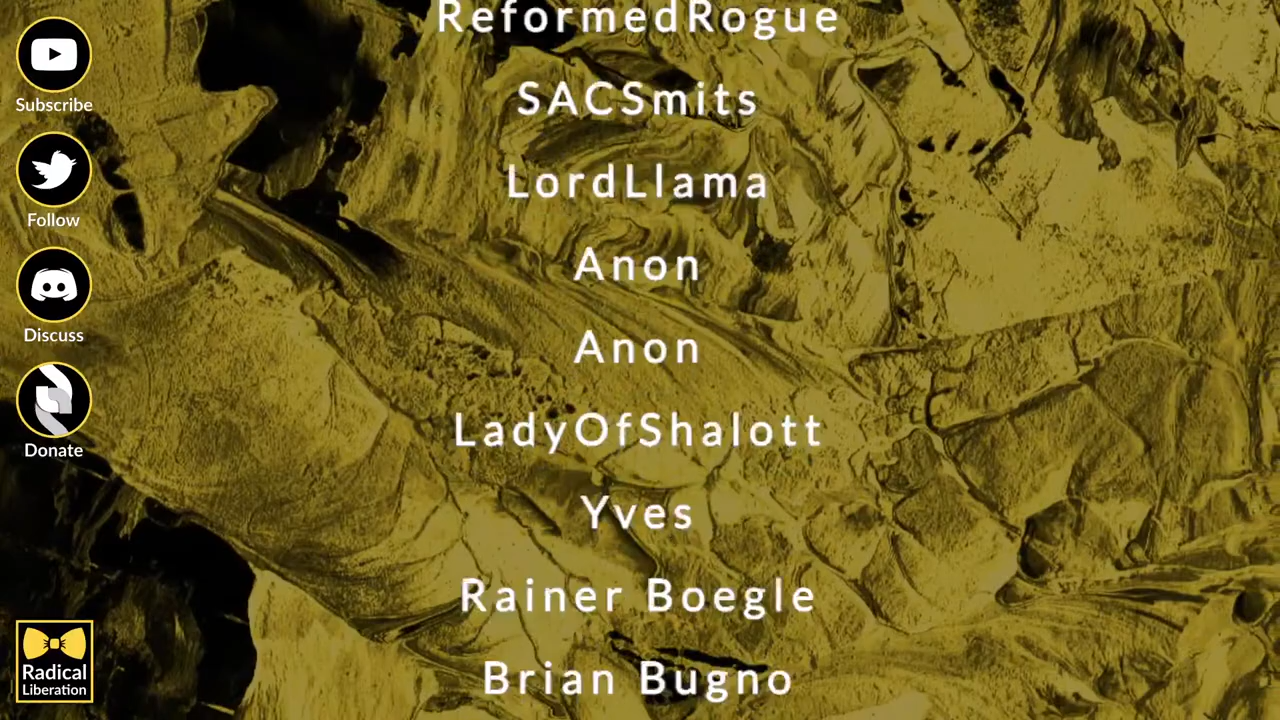 ReformedRogue
SACSmits
LordLlama
Anon
Anon
LadyOfShalott
Yves
Rainer Boegle
Brian Bugno
Subscribe
Follow
Discuss
Donate
Radical
Liberation